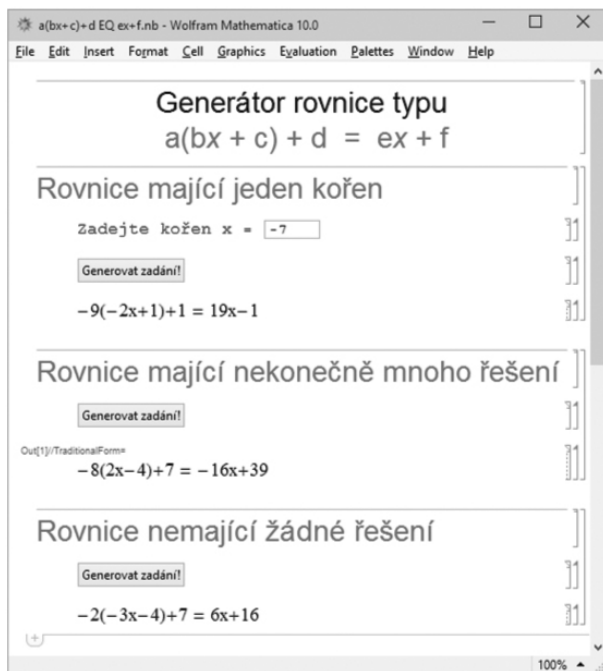 a(bx+c)+d EQ ex+f.nb - Wolfram Mathematica 10.0
File Edit Insert Format Cell Graphics Evaluation Palettes Window Help
Generátor rovnice typu
a(bx + c) + d = ex + f
Rovnice mající jeden kořen
Zadejte kořen x = -7
Generovat zadání!
−9(−2x+1)+1 = 19x−1
Rovnice mající nekonečně mnoho řešení
Generovat zadání!
Out[1]//TraditionalForm=
−8(2x−4)+7 = −16x+39
Rovnice nemající žádné řešení
Generovat zadání!
−2(−3x−4)+7 = 6x+16
100%